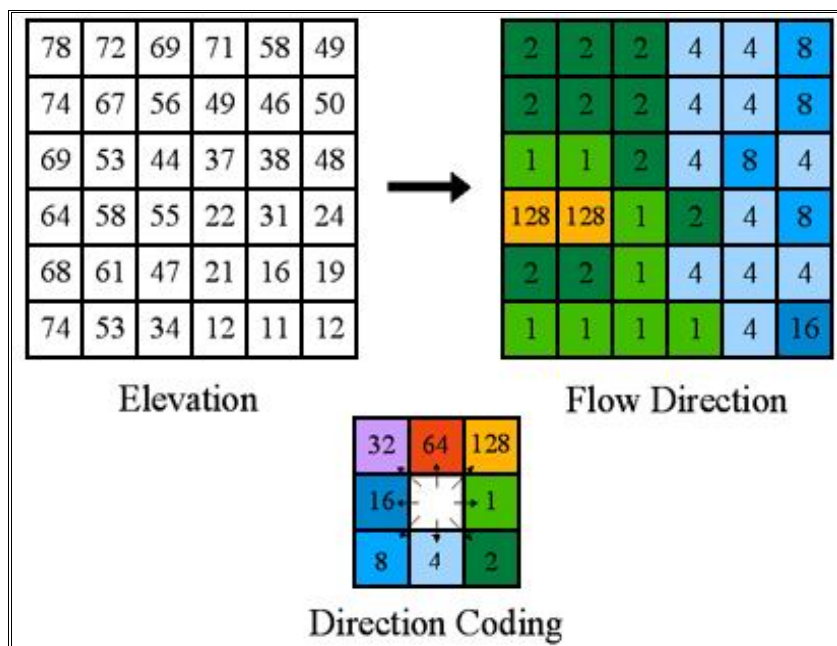 78 72 69 71 58 49 2 2 2 4 4 8
74 67 56 49 46 50 2 2 2 4 4 8
69 53 44 37 38 48 1 1 2 4 8 4
64 58 55 22 31 24 128 128 1 2 4 8
68 61 47 21 16 19 2 2 1 4 4 4
74 53 34 12 11 12 1 1 1 1 4 16
Elevation Flow Direction
32 64 128
16 1
8 4 2
Direction Coding